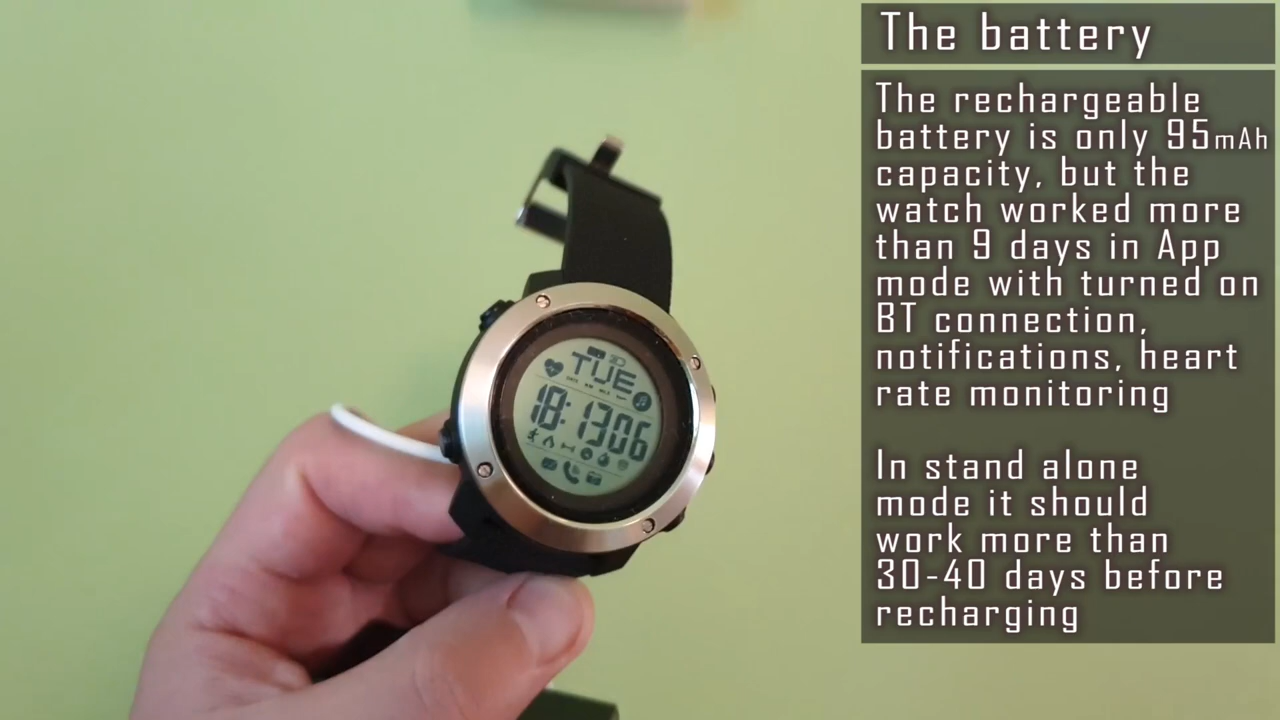 The battery
The rechargeable
battery is only 95mAh
capacity, but the
watch worked more
than 9 days in App
mode with turned on
BT connection,
notifications, heart
rate monitoring
In stand alone
mode it should
work more than
30-40 days before
recharging
TUE
18:1306